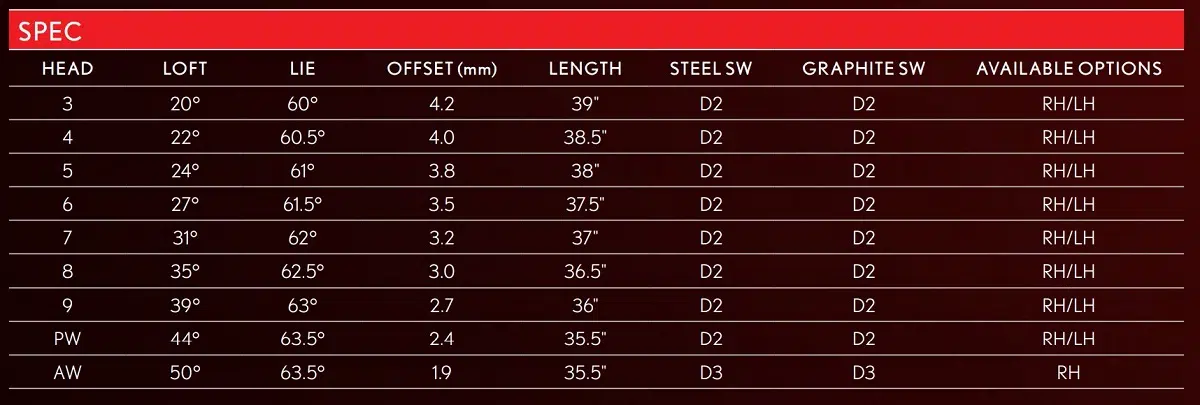 SPEC
HEAD LOFT LIE OFFSET (mm) LENGTH STEEL SW GRAPHITE SW AVAILABLE OPTIONS
3 20° 60° 4.2 39" D2 D2 RH/LH
4 22° 60.5° 4.0 38.5" D2 D2 RH/LH
5 24° 61° 3.8 38" D2 D2 RH/LH
6 27° 61.5° 3.5 37.5" D2 D2 RH/LH
7 31° 62° 3.2 37" D2 D2 RH/LH
8 35° 62.5° 3.0 36.5" D2 D2 RH/LH
9 39° 63° 2.7 36" D2 D2 RH/LH
PW 44° 63.5° 2.4 35.5" D2 D2 RH/LH
AW 50° 63.5° 1.9 35.5" D3 D3 RH